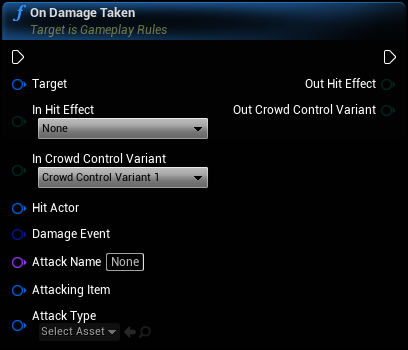 f On Damage Taken
Target is Gameplay Rules
Target
Out Hit Effect
In Hit Effect
Out Crowd Control Variant
None
In Crowd Control Variant
Crowd Control Variant 1
Hit Actor
Damage Event
Attack Name None
Attacking Item
Attack Type
Select Asset